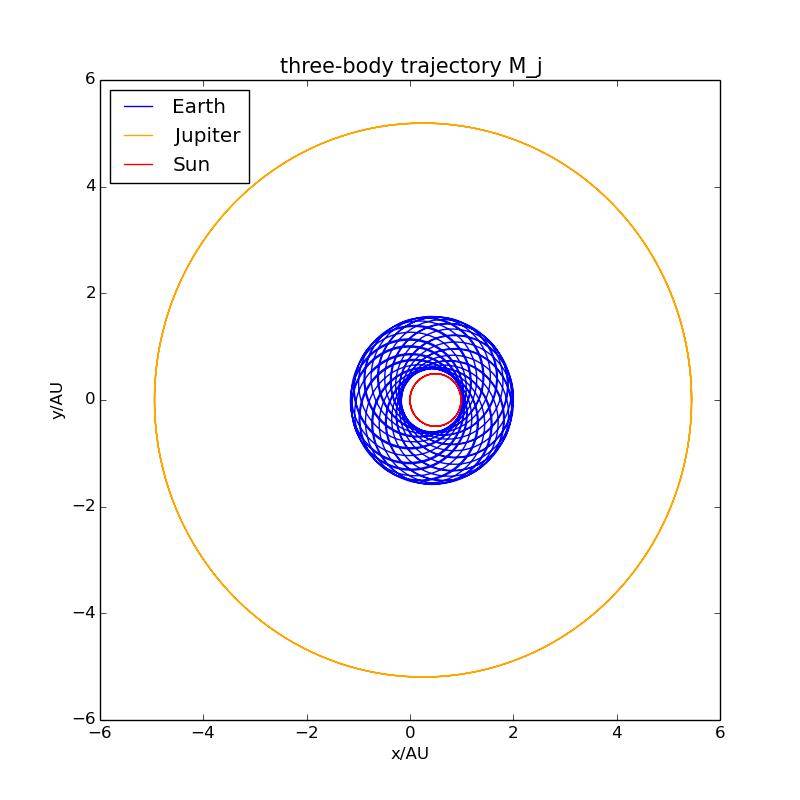 three-body trajectory M_j
6
Earth
Jupiter
Sun
4
2
0
−2
−4
−6
y/AU
−6 −4 −2 0 2 4 6
x/AU